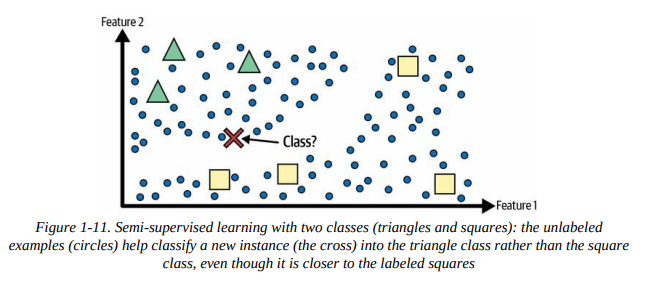 Feature 2
Class?
Feature 1
Figure 1-11. Semi-supervised learning with two classes (triangles and squares): the unlabeled
examples (circles) help classify a new instance (the cross) into the triangle class rather than the square
class, even though it is closer to the labeled squares